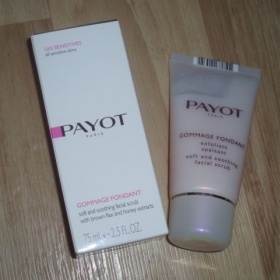 LES SENSITIVES
all sensitive skins
PAYOT
PARIS
GOMMAGE FONDANT
soft and soothing facial scrub
with brown flax and honey extracts
75 ml e 2.5 FL.OZ.
PAYOT
PARIS
GOMMAGE FONDANT
exfoliant
apaisant
soft and soothing
facial scrub